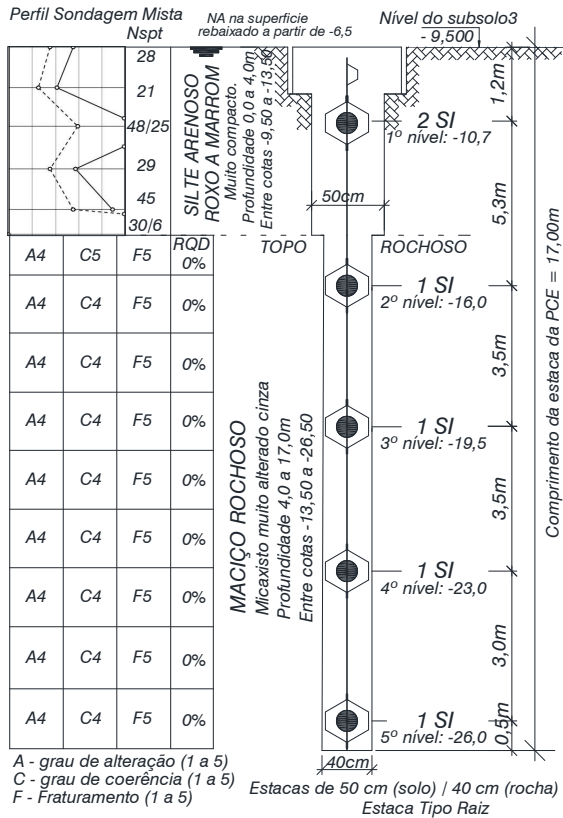 Perfil Sondagem Mista
Nspt
NA na superficie
rebaixado a partir de -6,5
Nível do subsolo3
- 9,500
28
21
48/25
29
45
30/6
SILTE ARENOSO
ROXO A MARROM
Muito compacto.
Profundidade 0,0 a 4,0m
Entre cotas -9,50 a -13,50
1,2m
2 SI
1º nível: -10,7
50cm
5,3m
RQD
TOPO
ROCHOSO
A4 C5 F5 0%
A4 C4 F5 0%
A4 C4 F5 0%
A4 C4 F5 0%
A4 C4 F5 0%
A4 C4 F5 0%
A4 C4 F5 0%
A4 C4 F5 0%
A4 C4 F5 0%
MACIÇO ROCHOSO
Micaxisto muito alterado cinza
Profundidade 4,0 a 17,0m
Entre cotas -13,50 a -26,50
1 SI
2º nível: -16,0
3,5m
1 SI
3º nível: -19,5
3,5m
1 SI
4º nível: -23,0
3,0m
1 SI
5º nível: -26,0
0,5m
Comprimento da estaca da PCE = 17,00m
40cm
A - grau de alteração (1 a 5)
C - grau de coerência (1 a 5)
F - Fraturamento (1 a 5)
Estacas de 50 cm (solo) / 40 cm (rocha)
Estaca Tipo Raiz